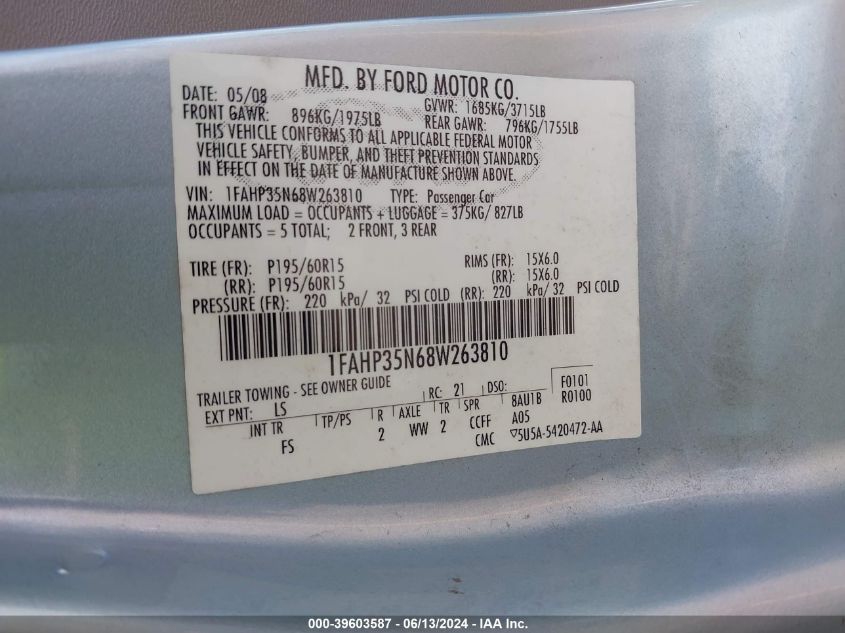 MFD. BY FORD MOTOR CO.
DATE: 05/08 GVWR: 1685KG/3715LB
FRONT GAWR: 896KG/1975LB REAR GAWR: 796KG/1755LB
THIS VEHICLE CONFORMS TO ALL APPLICABLE FEDERAL MOTOR
VEHICLE SAFETY, BUMPER, AND THEFT PREVENTION STANDARDS
IN EFFECT ON THE DATE OF MANUFACTURE SHOWN ABOVE.
VIN: 1FAHP35N68W263810 TYPE: Passenger Car
MAXIMUM LOAD = OCCUPANTS + LUGGAGE = 375KG/ 827LB
OCCUPANTS = 5 TOTAL; 2 FRONT, 3 REAR
TIRE (FR): P195/60R15 RIMS (FR): 15X6.0
(RR): P195/60R15 (RR): 15X6.0
PRESSURE (FR): 220 kPa/ 32 PSI COLD (RR): 220 kPa/ 32 PSI COLD
1FAHP35N68W263810
TRAILER TOWING - SEE OWNER GUIDE
EXT PNT: LS RC: 21 DSO: F0101
INT TR TP/PS R AXLE TR SPR 8AU1B R0100
FS 2 WW 2 CCFF A05
CMC 5U5A-5420472-AA
000-39603587 - 06/13/2024 - IAA Inc.